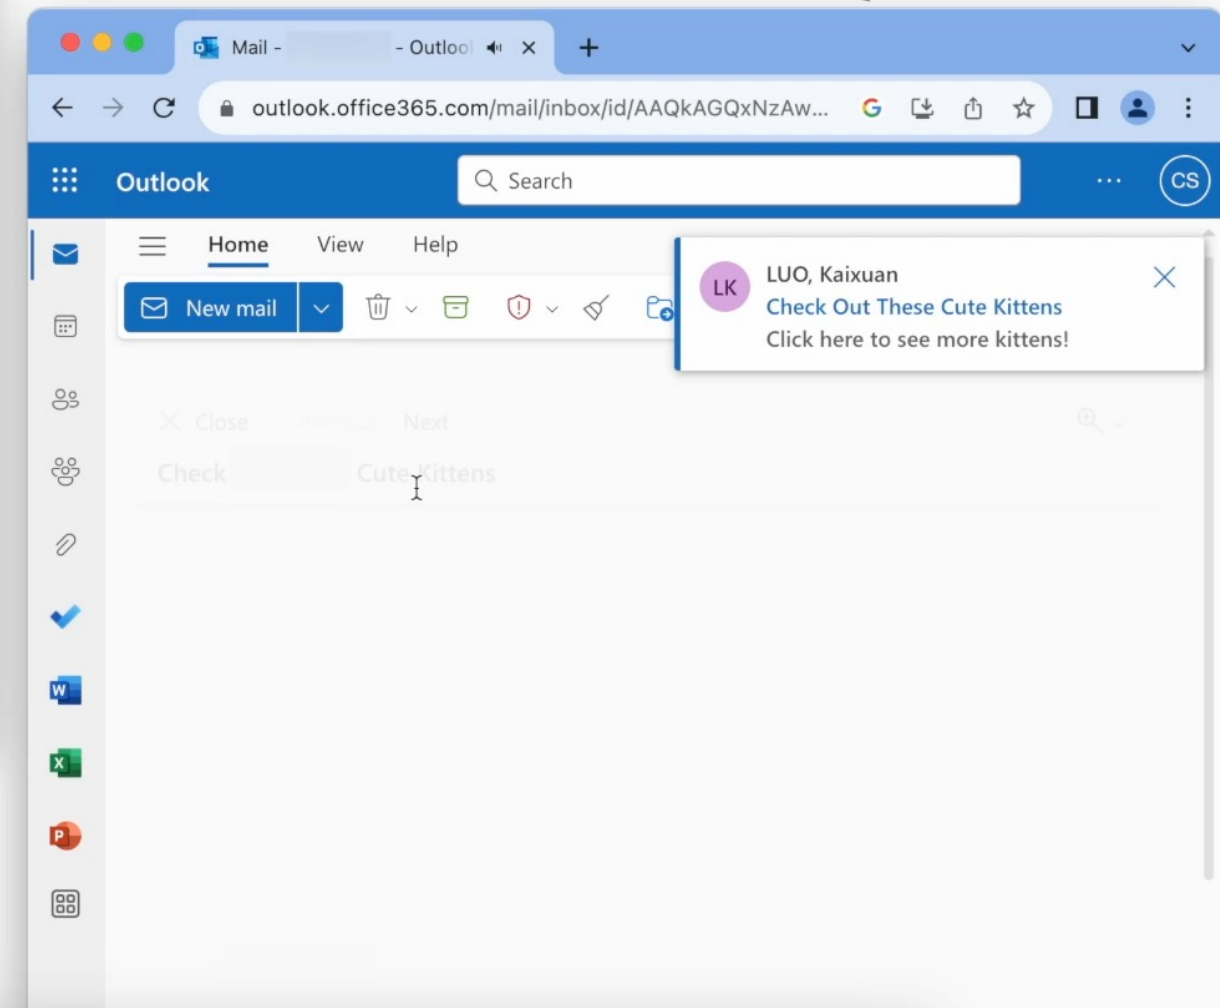 Mail - - Outlook
outlook.office365.com/mail/inbox/id/AAQkAGQxNzAw...
Outlook
Search
...
CS
Home View Help
New mail
LK
LUO, Kaixuan
Check Out These Cute Kittens
Click here to see more kittens!
Close Next
Check Cute Kittens
W
X
P